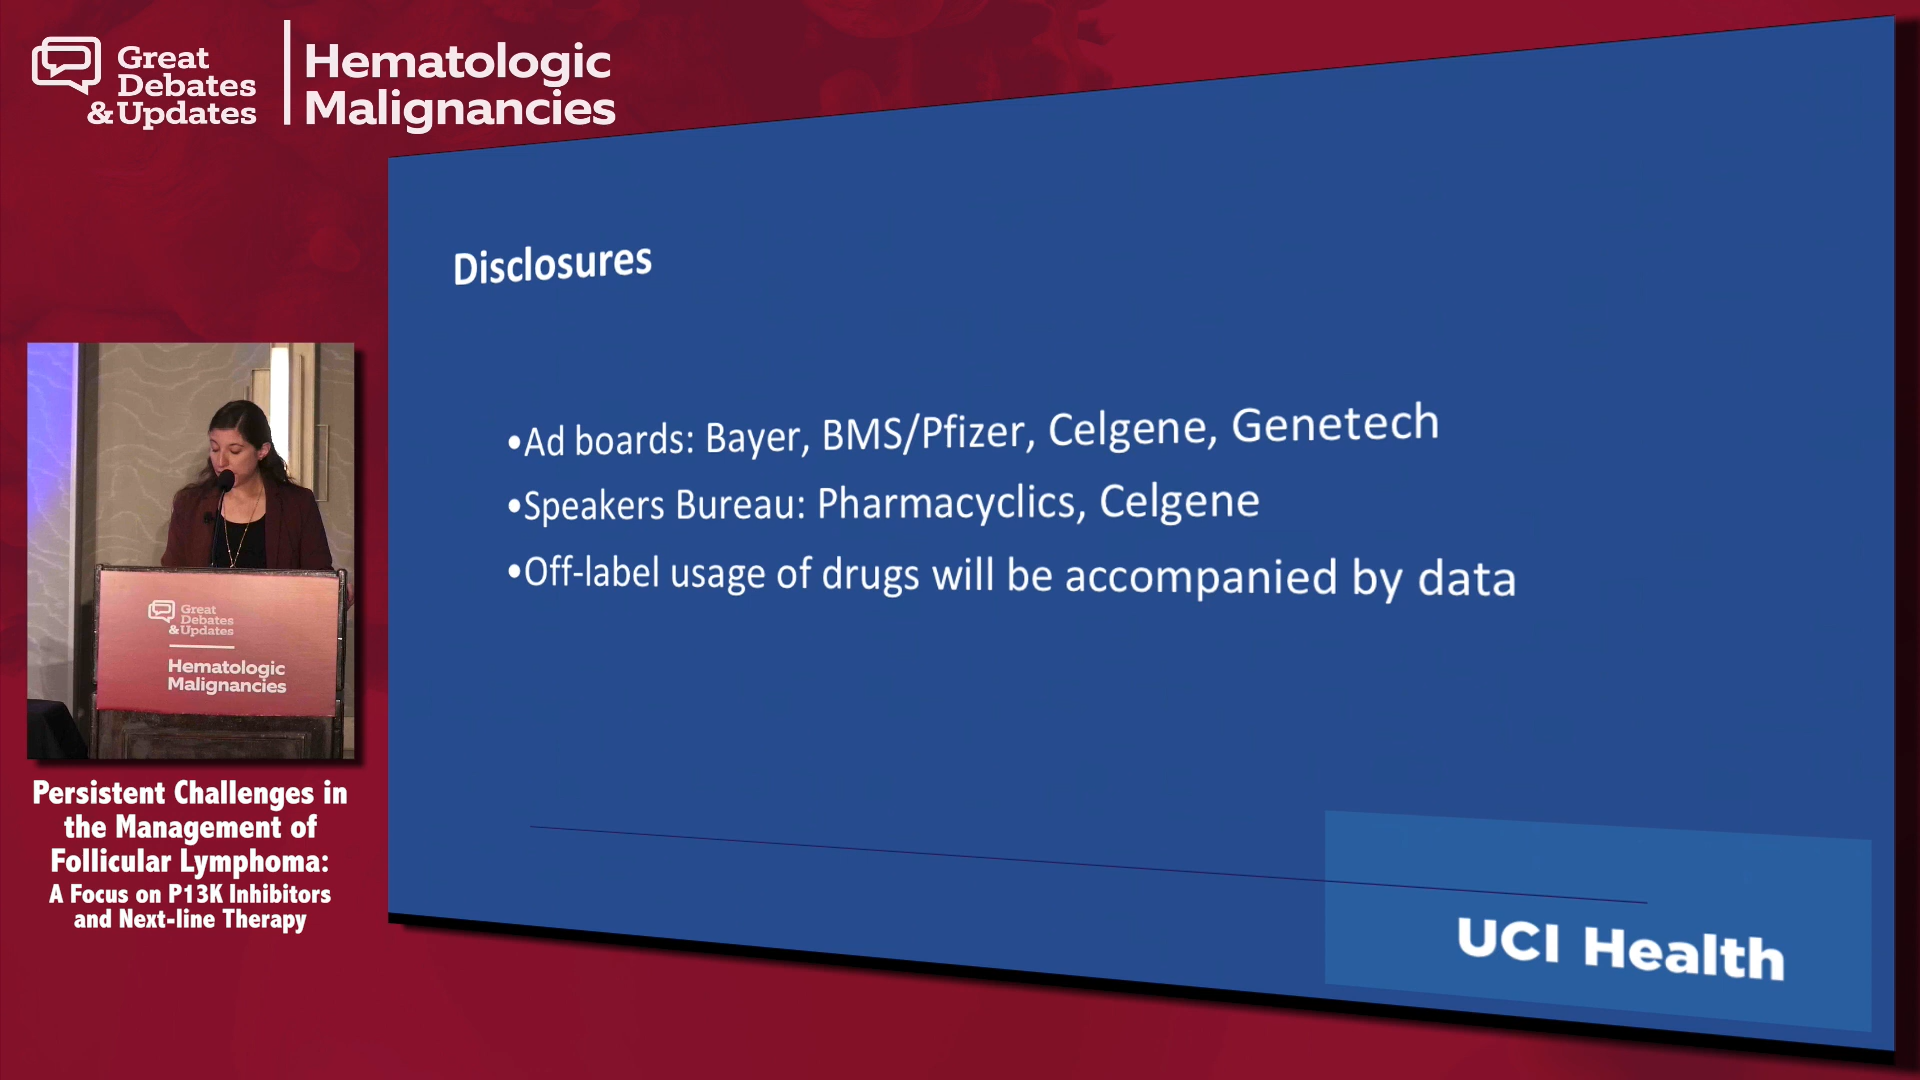 Great
Debates
& Updates
Hematologic
Malignancies
Disclosures
•Ad boards: Bayer, BMS/Pfizer, Celgene, Genetech
•Speakers Bureau: Pharmacyclics, Celgene
•Off-label usage of drugs will be accompanied by data
UCI Health
Great
Debates
& Updates
Hematologic
Malignancies
Persistent Challenges in
the Management of
Follicular Lymphoma:
A Focus on P13K Inhibitors
and Next-line Therapy